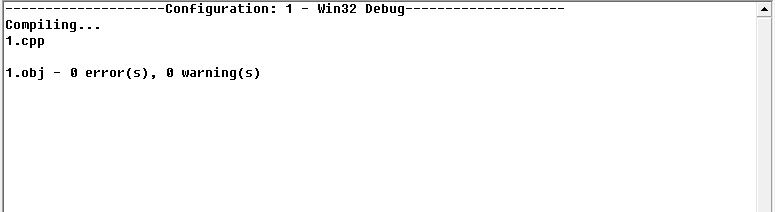 --------------------Configuration: 1 - Win32 Debug--------------------
Compiling...
1.cpp
1.obj - 0 error(s), 0 warning(s)